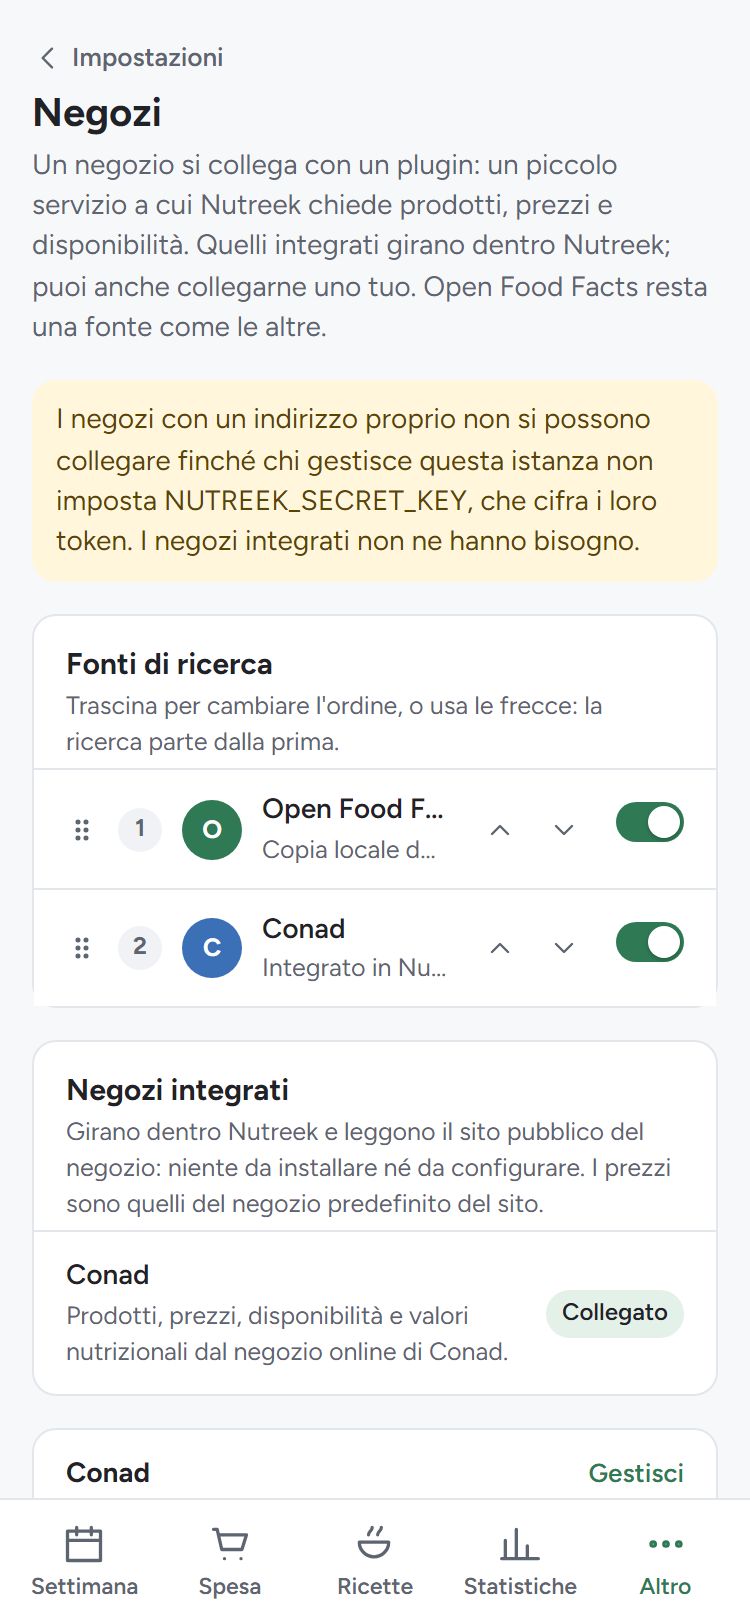 Impostazioni
Negozi
Un negozio si collega con un plugin: un piccolo
servizio a cui Nutreek chiede prodotti, prezzi e
disponibilità. Quelli integrati girano dentro Nutreek;
puoi anche collegarne uno tuo. Open Food Facts resta
una fonte come le altre.
I negozi con un indirizzo proprio non si possono
collegare finché chi gestisce questa istanza non
imposta NUTREEK_SECRET_KEY, che cifra i loro
token. I negozi integrati non ne hanno bisogno.
Fonti di ricerca
Trascina per cambiare l'ordine, o usa le frecce: la
ricerca parte dalla prima.
1 O Open Food F...
Copia locale d...
2 C Conad
Integrato in Nu...
Negozi integrati
Girano dentro Nutreek e leggono il sito pubblico del
negozio: niente da installare né da configurare. I prezzi
sono quelli del negozio predefinito del sito.
Conad
Prodotti, prezzi, disponibilità e valori
nutrizionali dal negozio online di Conad.
Collegato
Conad Gestisci
Settimana Spesa Ricette Statistiche Altro